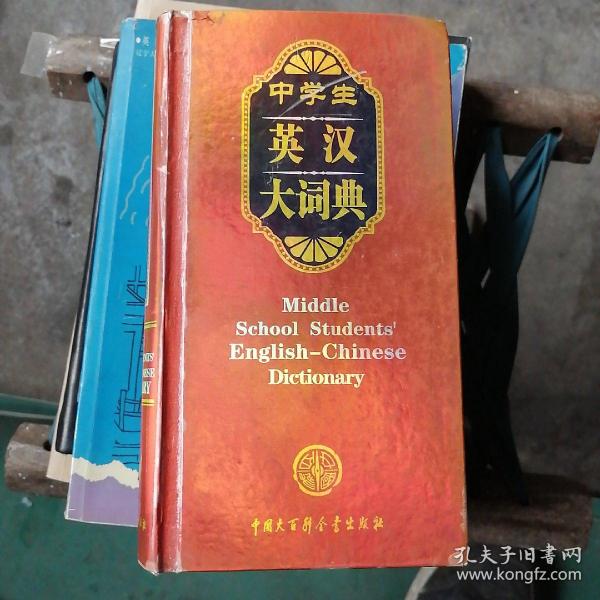 中学生
英汉
大词典
Middle
School Students'
English-Chinese
Dictionary
中国大百科全书出版社
孔夫子旧书网
www.kongfz.com